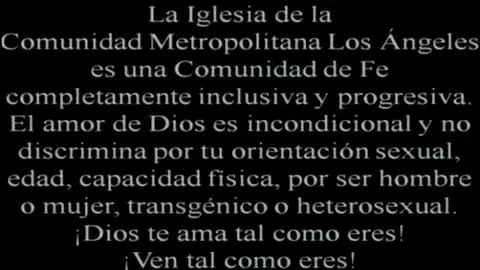 La Iglesia de la
Comunidad Metropolitana Los Ángeles
es una Comunidad de Fe
completamente inclusiva y progresiva.
El amor de Dios es incondicional y no
discrimina por tu orientación sexual,
edad, capacidad física, por ser hombre
o mujer, transgénico o heterosexual.
¡Dios te ama tal como eres!
¡Ven tal como eres!